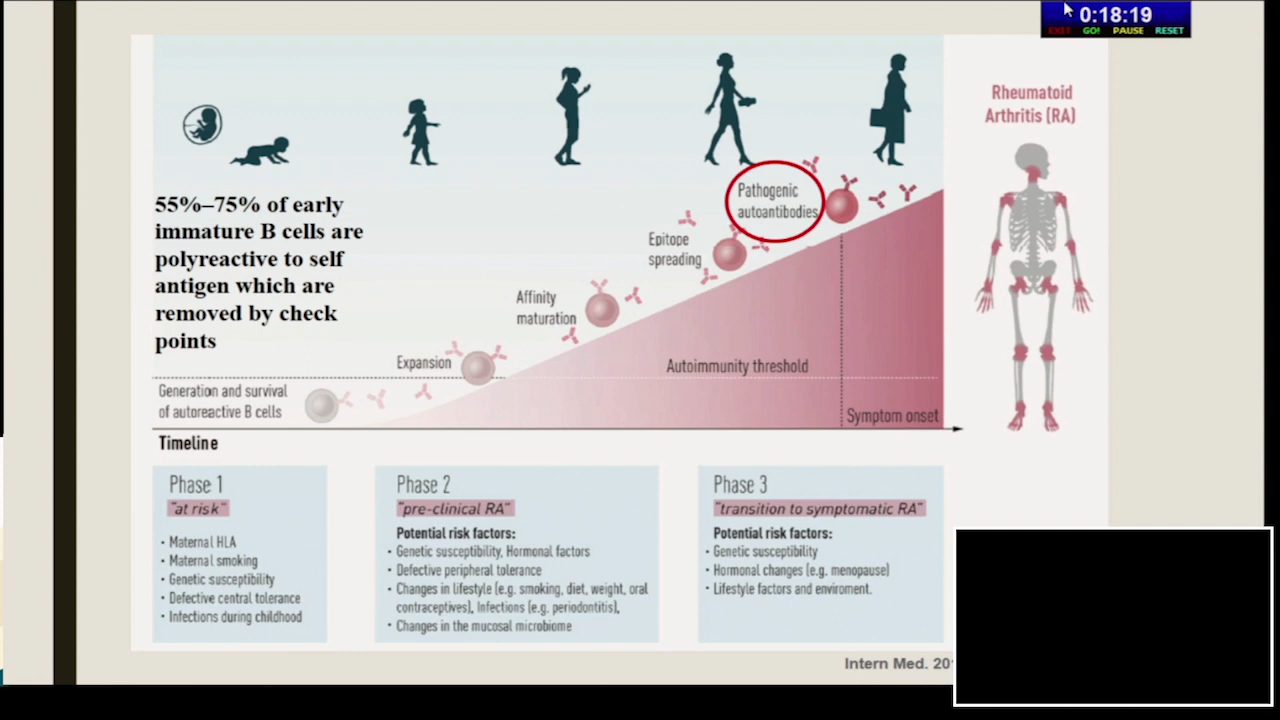 0:18:19
EXIT GO! PAUSE RESET
Rheumatoid
Arthritis (RA)
55%–75% of early
immature B cells are
polyreactive to self
antigen which are
removed by check
points
Pathogenic
autoantibodies
Epitope
spreading
Affinity
maturation
Expansion
Autoimmunity threshold
Generation and survival
of autoreactive B cells
Symptom onset
Timeline
Phase 1
"at risk"
• Maternal HLA
• Maternal smoking
• Genetic susceptibility
• Defective central tolerance
• Infections during childhood
Phase 2
"pre-clinical RA"
Potential risk factors:
• Genetic susceptibility, Hormonal factors
• Defective peripheral tolerance
• Changes in lifestyle (e.g. smoking, diet, weight, oral
contraceptives), Infections (e.g. periodontitis),
• Changes in the mucosal microbiome
Phase 3
"transition to symptomatic RA"
Potential risk factors:
• Genetic susceptibility
• Hormonal changes (e.g. menopause)
• Lifestyle factors and enviroment.
Intern Med. 20